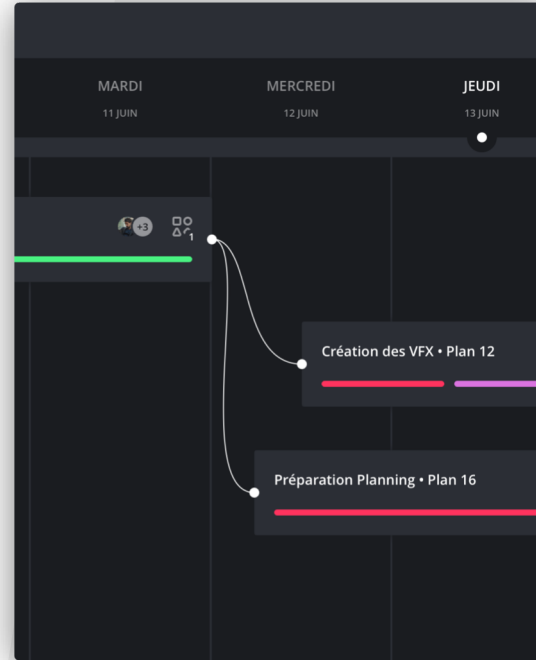 MARDI
MERCREDI
JEUDI
11 JUIN
12 JUIN
13 JUIN
+3
1
Création des VFX • Plan 12
Préparation Planning • Plan 16